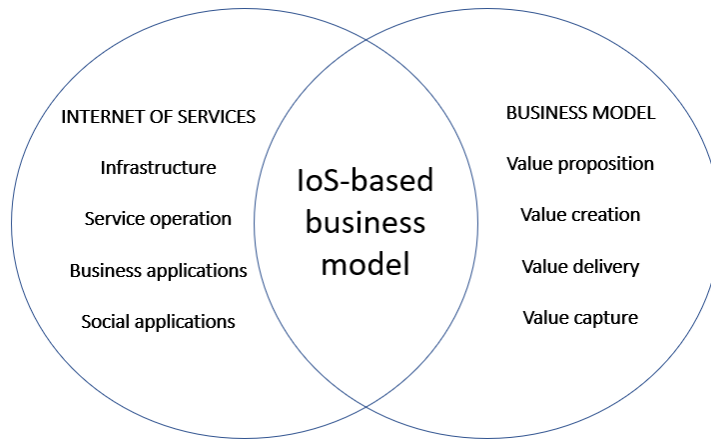 INTERNET OF SERVICES
Infrastructure
Service operation
Business applications
Social applications
IoS-based
business
model
BUSINESS MODEL
Value proposition
Value creation
Value delivery
Value capture